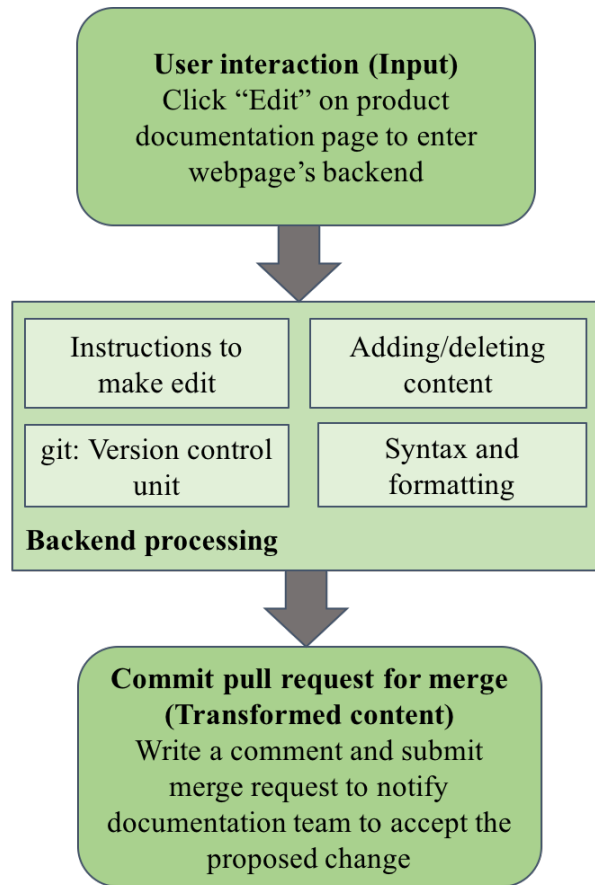 User interaction (Input)
Click “Edit” on product
documentation page to enter
webpage’s backend
Instructions to
make edit
Adding/deleting
content
git: Version control
unit
Syntax and
formatting
Backend processing
Commit pull request for merge
(Transformed content)
Write a comment and submit
merge request to notify
documentation team to accept the
proposed change